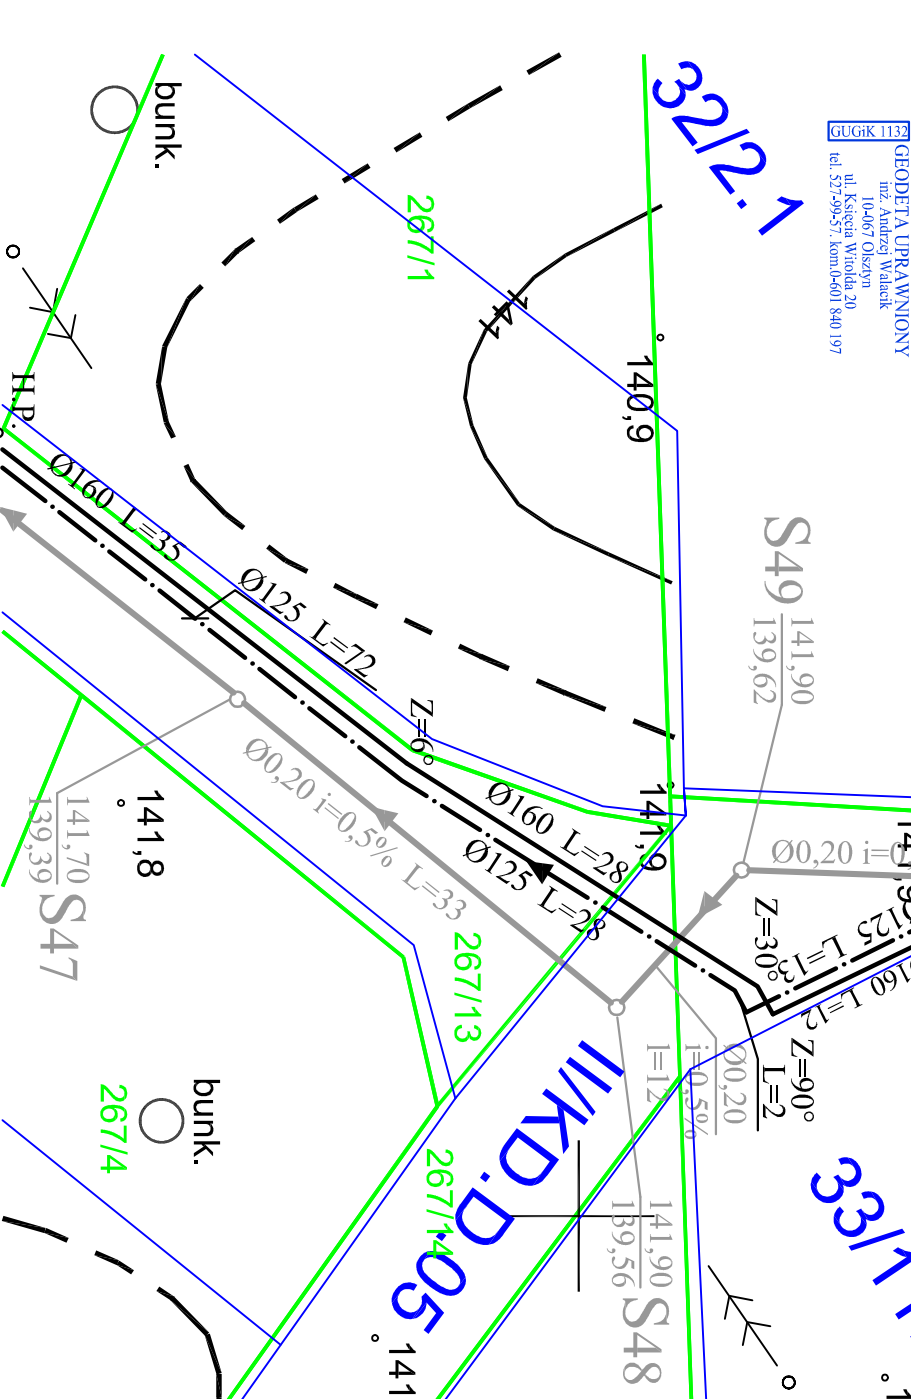 GUGiK 1132
GEODETA UPRAWNIONY
inż. Andrzej Walacik
10-067 Olsztyn
ul. Księcia Witolda 20
tel. 527-99-57. kom.0-601 840 197
32/2.1
bunk.
267/1
141
140,9
H.p.
Ø160 L=35
Ø125 L=72
S49
141,90
139,62
Z=6°
Ø0,20 i=0,5% L=33
Ø160 L=28
Ø125 L=28
141,9
141,8
141,70
139,39
S47
Z=30°
L=13
L=12
Z=90°
L=2
Ø0,20
i=0,5%
l=12
267/13
II/KD.D.05
bunk.
267/4
267/14
141,90
139,56
S48
33/1
141